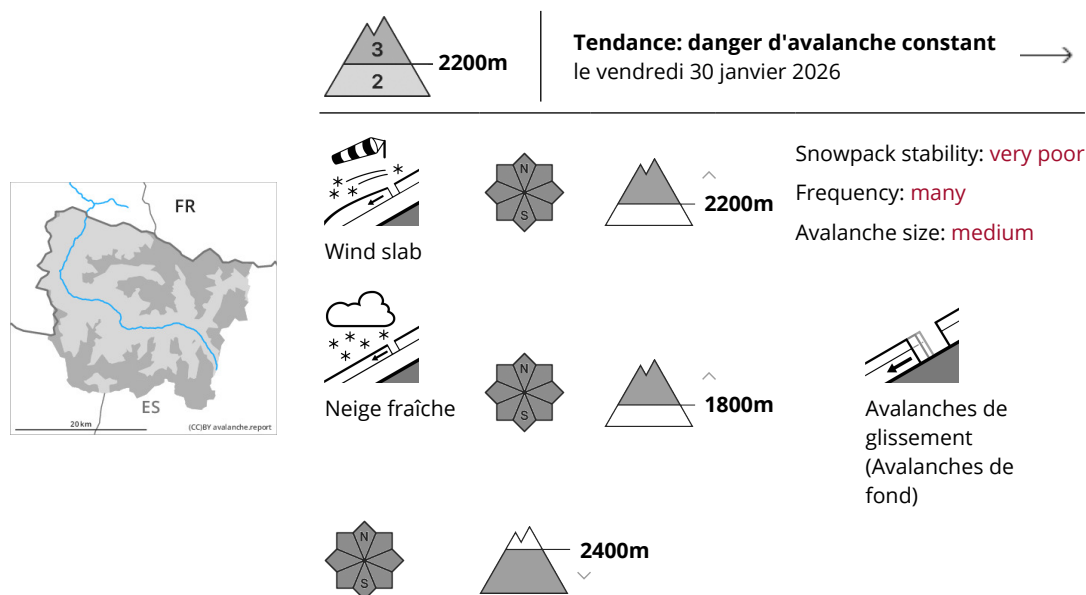 3
2200m
2
Tendance: danger d'avalanche constant
le vendredi 30 janvier 2026
FR
ES
20 km
(CC)BY avalanche.report
N
S
Wind slab
2200m
Snowpack stability: very poor
Frequency: many
Avalanche size: medium
N
S
Neige fraîche
1800m
Avalanches de
glissement
(Avalanches de
fond)
N
S
2400m